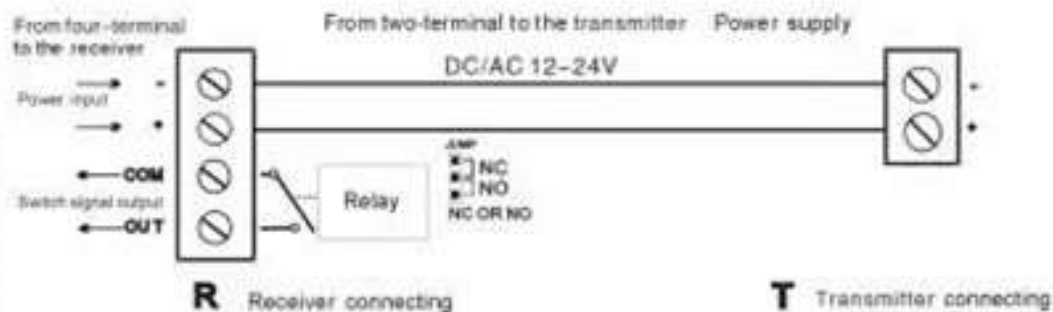 From four-terminal
to the receiver
From two-terminal to the transmitter Power supply
DC/AC 12-24V
- -
Power input
+ +
JUMP
COM NC
NO
Switch signal output Relay
NC OR NO
OUT
R Receiver connecting
T Transmitter connecting